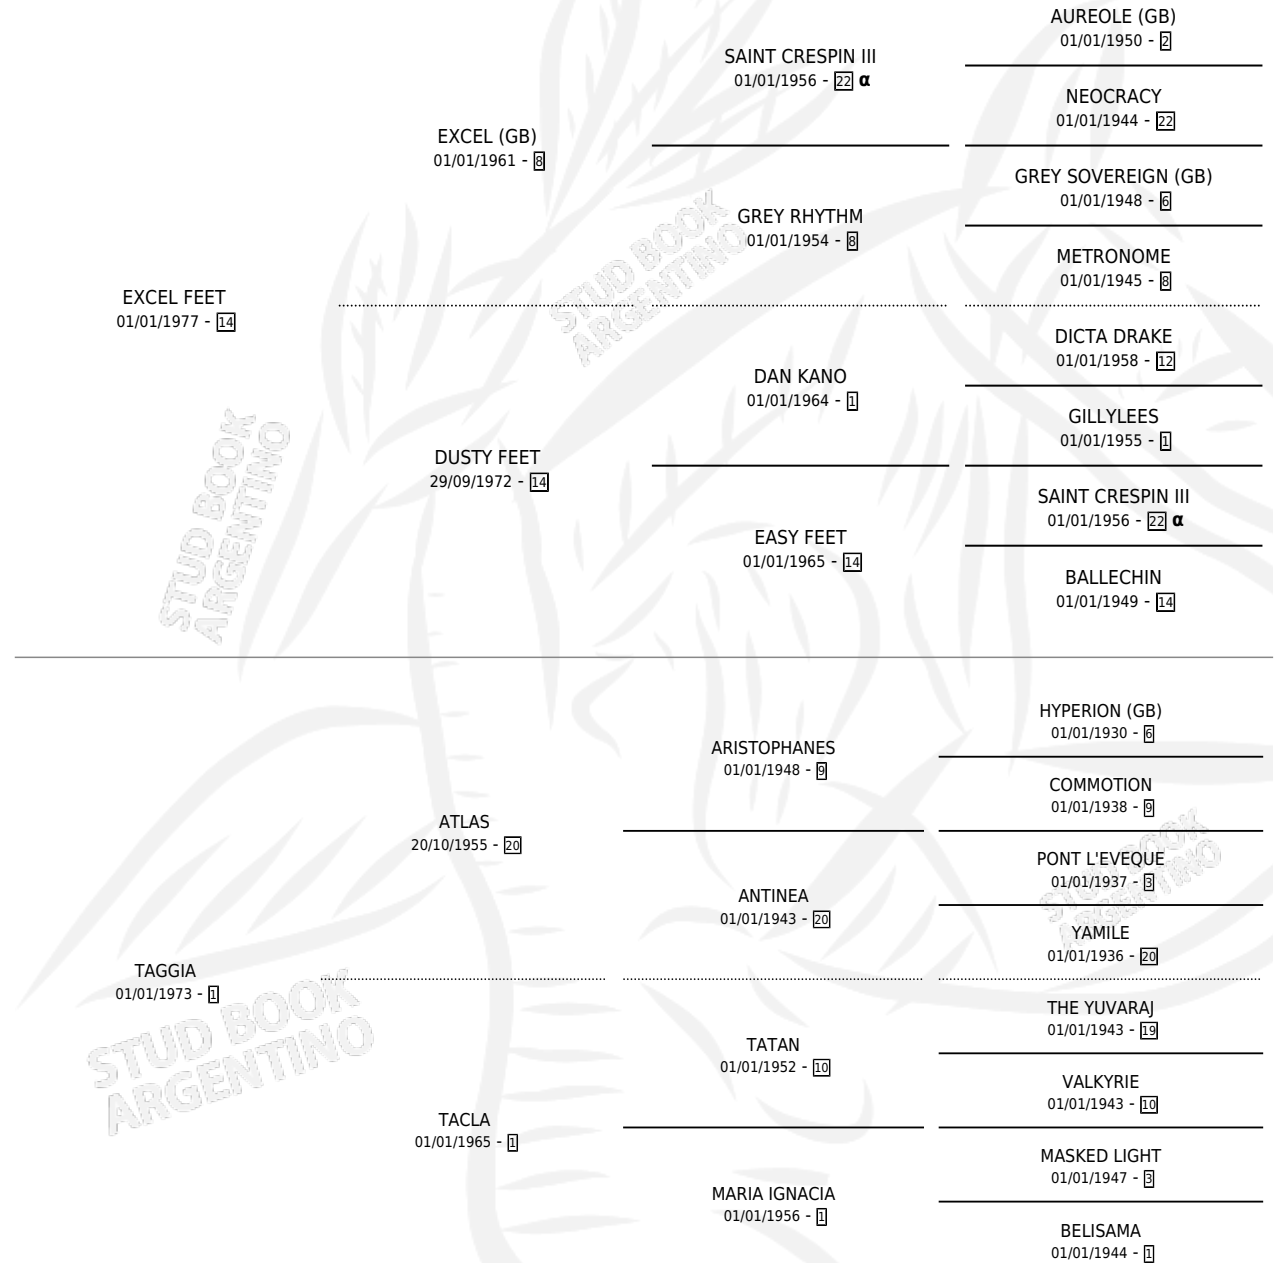 AUREOLE (GB)
01/01/1950 - 2
SAINT CRESPIN III
01/01/1956 - 22 α
NEOCRACY
01/01/1944 - 22
EXCEL (GB)
01/01/1961 - 8
GREY SOVEREIGN (GB)
01/01/1948 - 6
GREY RHYTHM
01/01/1954 - 8
METRONOME
01/01/1945 - 8
EXCEL FEET
01/01/1977 - 14
DICTA DRAKE
01/01/1958 - 12
DAN KANO
01/01/1964 - 1
GILLYLEES
01/01/1955 - 1
DUSTY FEET
29/09/1972 - 14
SAINT CRESPIN III
01/01/1956 - 22 α
EASY FEET
01/01/1965 - 14
BALLECHIN
01/01/1949 - 14
HYPERION (GB)
01/01/1930 - 6
ARISTOPHANES
01/01/1948 - 9
COMMOTION
01/01/1938 - 9
ATLAS
20/10/1955 - 20
PONT L'EVEQUE
01/01/1937 - 3
ANTINEA
01/01/1943 - 20
YAMILE
01/01/1936 - 20
TAGGIA
01/01/1973 - 1
THE YUVARAJ
01/01/1943 - 19
TATAN
01/01/1952 - 10
VALKYRIE
01/01/1943 - 10
TACLA
01/01/1965 - 1
MASKED LIGHT
01/01/1947 - 3
MARIA IGNACIA
01/01/1956 - 1
BELISAMA
01/01/1944 - 1
STUD BOOK
ARGENTINO
STUD BOOK
ARGENTINO
STUD BOOK
ARGENTINO
STUD BOOK
ARGENTINO